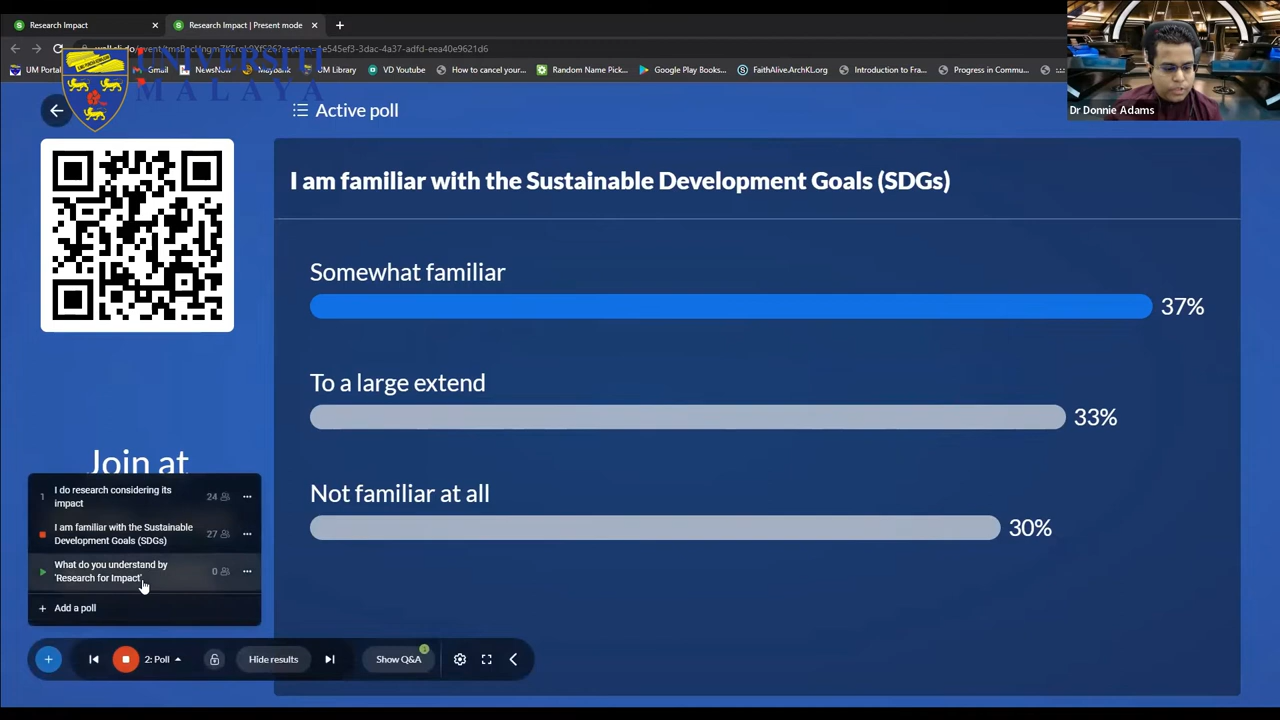 Research Impact
Research Impact | Present mode
UM Portal
Gmail
NewsNow
Maybank
UM Library
VD Youtube
How to cancel cover...
Random Name Pick...
Google Play Books...
FaithlifeArden.org
Introduction to Fra...
Progress in Commu...
UNIVERSITI
MALAYA
Dr Donnie Adams
Active poll
I am familiar with the Sustainable Development Goals (SDGs)
Somewhat familiar
37%
To a large extend
33%
Not familiar at all
30%
Join at
1 I do research considering its 24
impact
I am familiar with the Sustainable 27
Development Goals (SDGs)
What do you understand by 0
'Research for Impact'
+ Add a poll
2: Poll
Hide results
Show Q&A